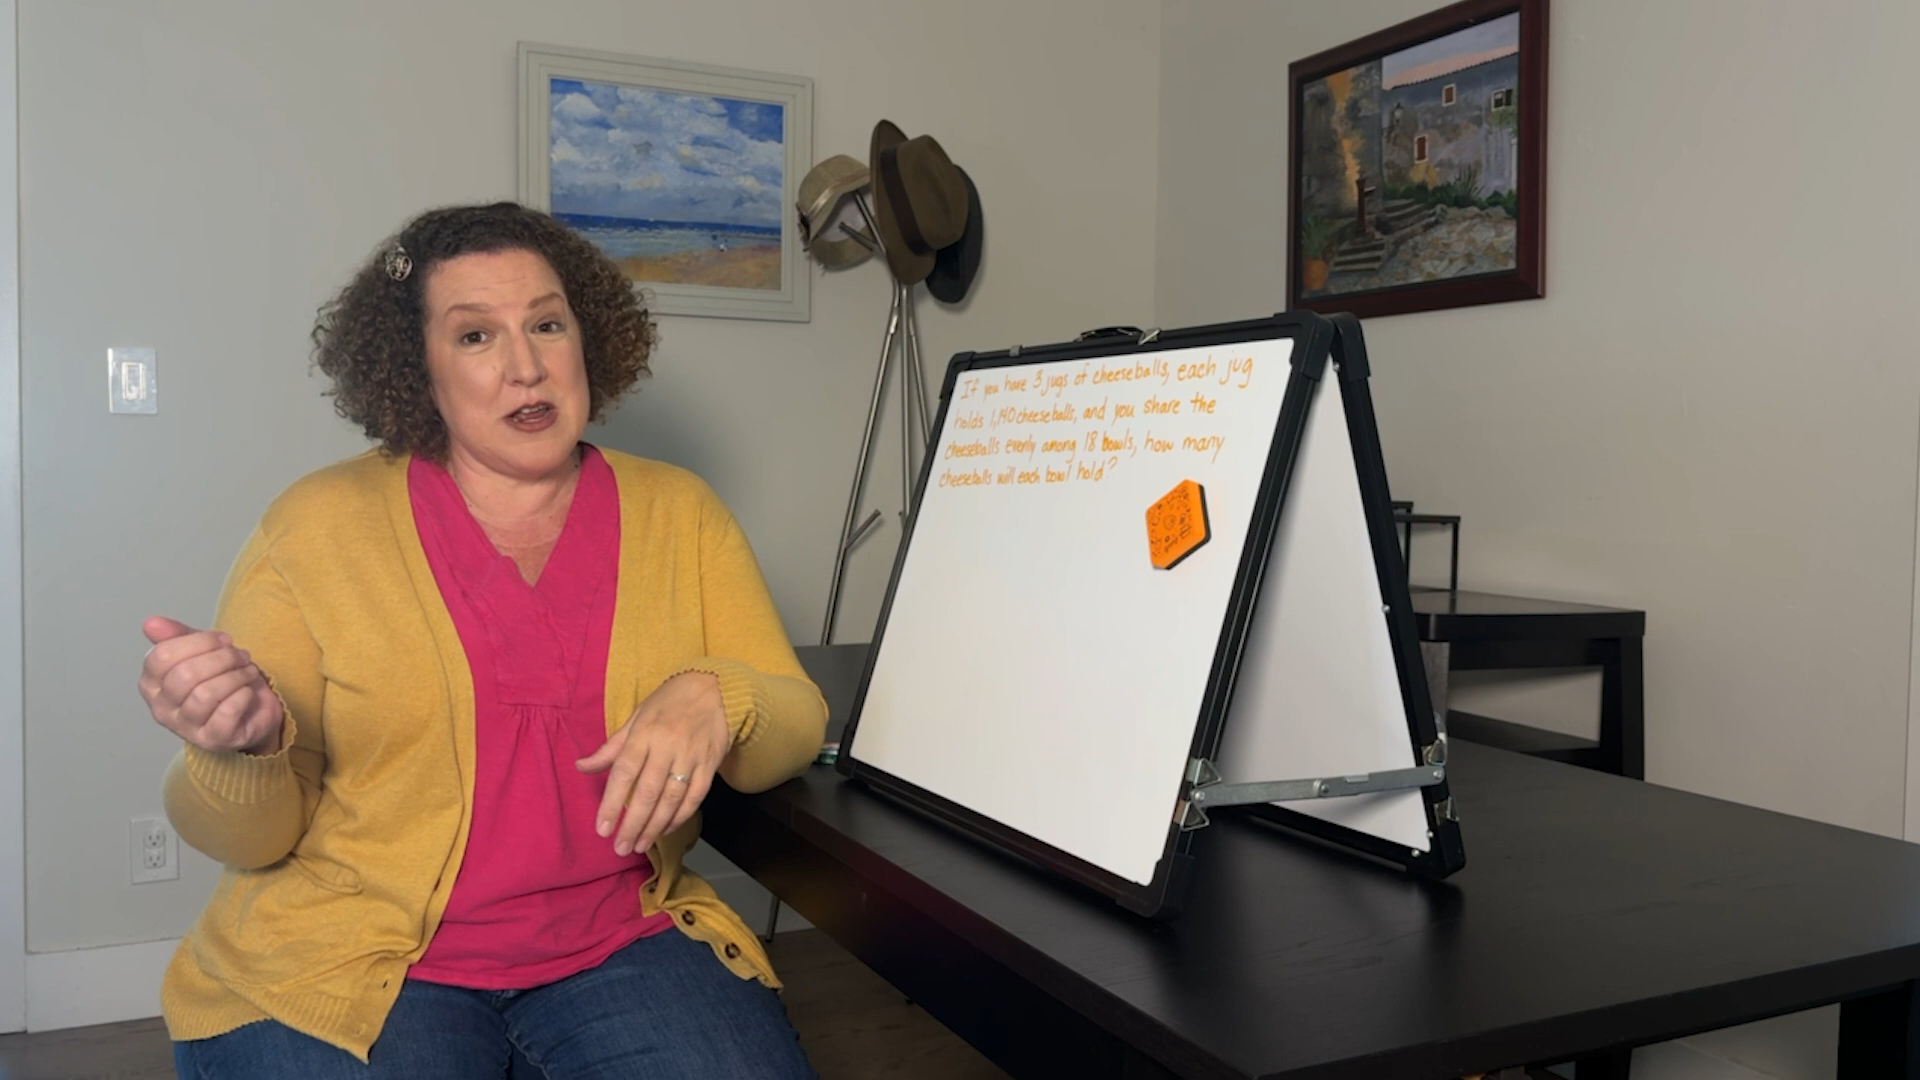 If you have 3 jugs of cheeseballs, each jug
holds 1,140 cheeseballs, and you share the
cheeseballs evenly among 18 bowls, how many
cheeseballs will each bowl hold?